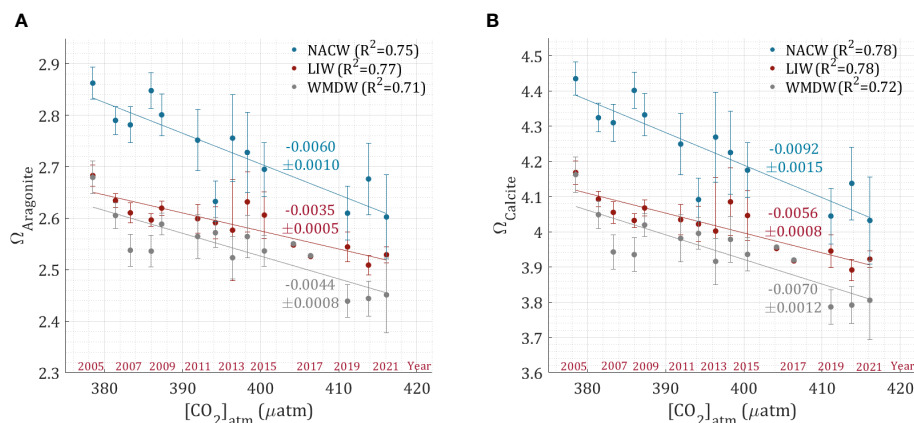 A
NACW (R²=0.75)
LIW (R²=0.77)
WMDW (R²=0.71)
2.9
2.8
2.7
2.6
2.5
2.4
2.3
Ω Aragonite
-0.0060
±0.0010
-0.0035
±0.0005
-0.0044
±0.0008
2005 2007 2009 2011 2013 2015 2017 2019 2021 Year
380 390 400 410 420
[CO₂]atm (μatm)
B
NACW (R²=0.78)
LIW (R²=0.78)
WMDW (R²=0.72)
4.5
4.4
4.3
4.2
4.1
4.0
3.9
3.8
3.7
3.6
Ω Calcite
-0.0092
±0.0015
-0.0056
±0.0008
-0.0070
±0.0012
2005 2007 2009 2011 2013 2015 2017 2019 2021 Year
380 390 400 410 420
[CO₂]atm (μatm)